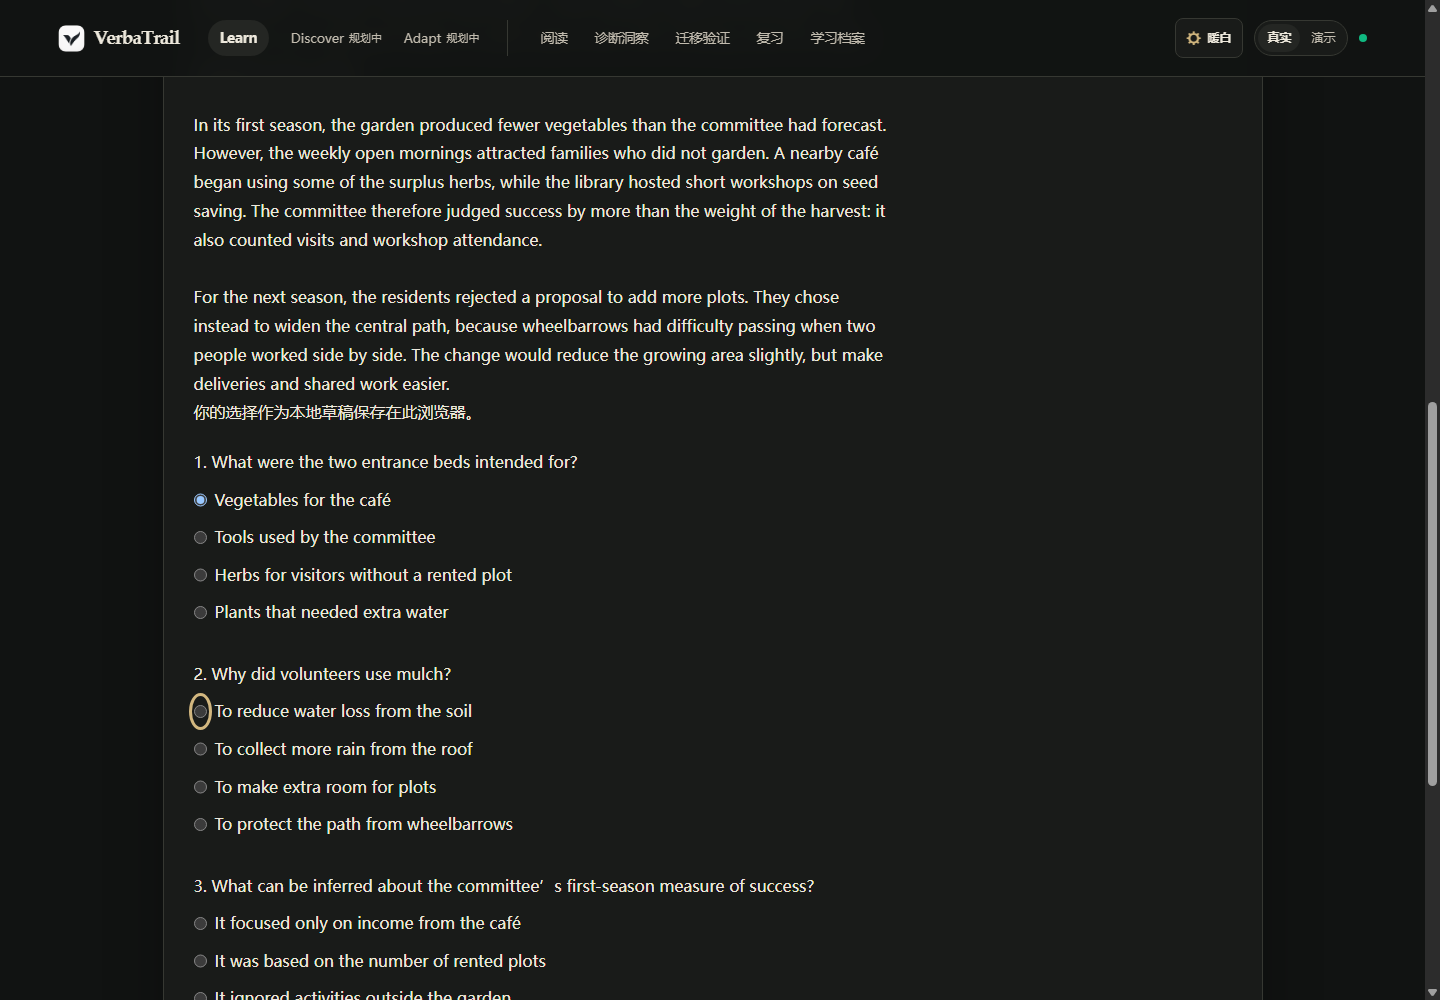 VerbaTrail
Learn
Discover 规划中
Adapt 规划中
阅读
诊断洞察
迁移验证
复习
学习档案
暖白
真实
演示
In its first season, the garden produced fewer vegetables than the committee had forecast.
However, the weekly open mornings attracted families who did not garden. A nearby café
began using some of the surplus herbs, while the library hosted short workshops on seed
saving. The committee therefore judged success by more than the weight of the harvest: it
also counted visits and workshop attendance.
For the next season, the residents rejected a proposal to add more plots. They chose
instead to widen the central path, because wheelbarrows had difficulty passing when two
people worked side by side. The change would reduce the growing area slightly, but make
deliveries and shared work easier.
你的选择作为本地草稿保存在此浏览器。
1. What were the two entrance beds intended for?
Vegetables for the café
Tools used by the committee
Herbs for visitors without a rented plot
Plants that needed extra water
2. Why did volunteers use mulch?
To reduce water loss from the soil
To collect more rain from the roof
To make extra room for plots
To protect the path from wheelbarrows
3. What can be inferred about the committee’s first-season measure of success?
It focused only on income from the café
It was based on the number of rented plots
It ignored activities outside the garden